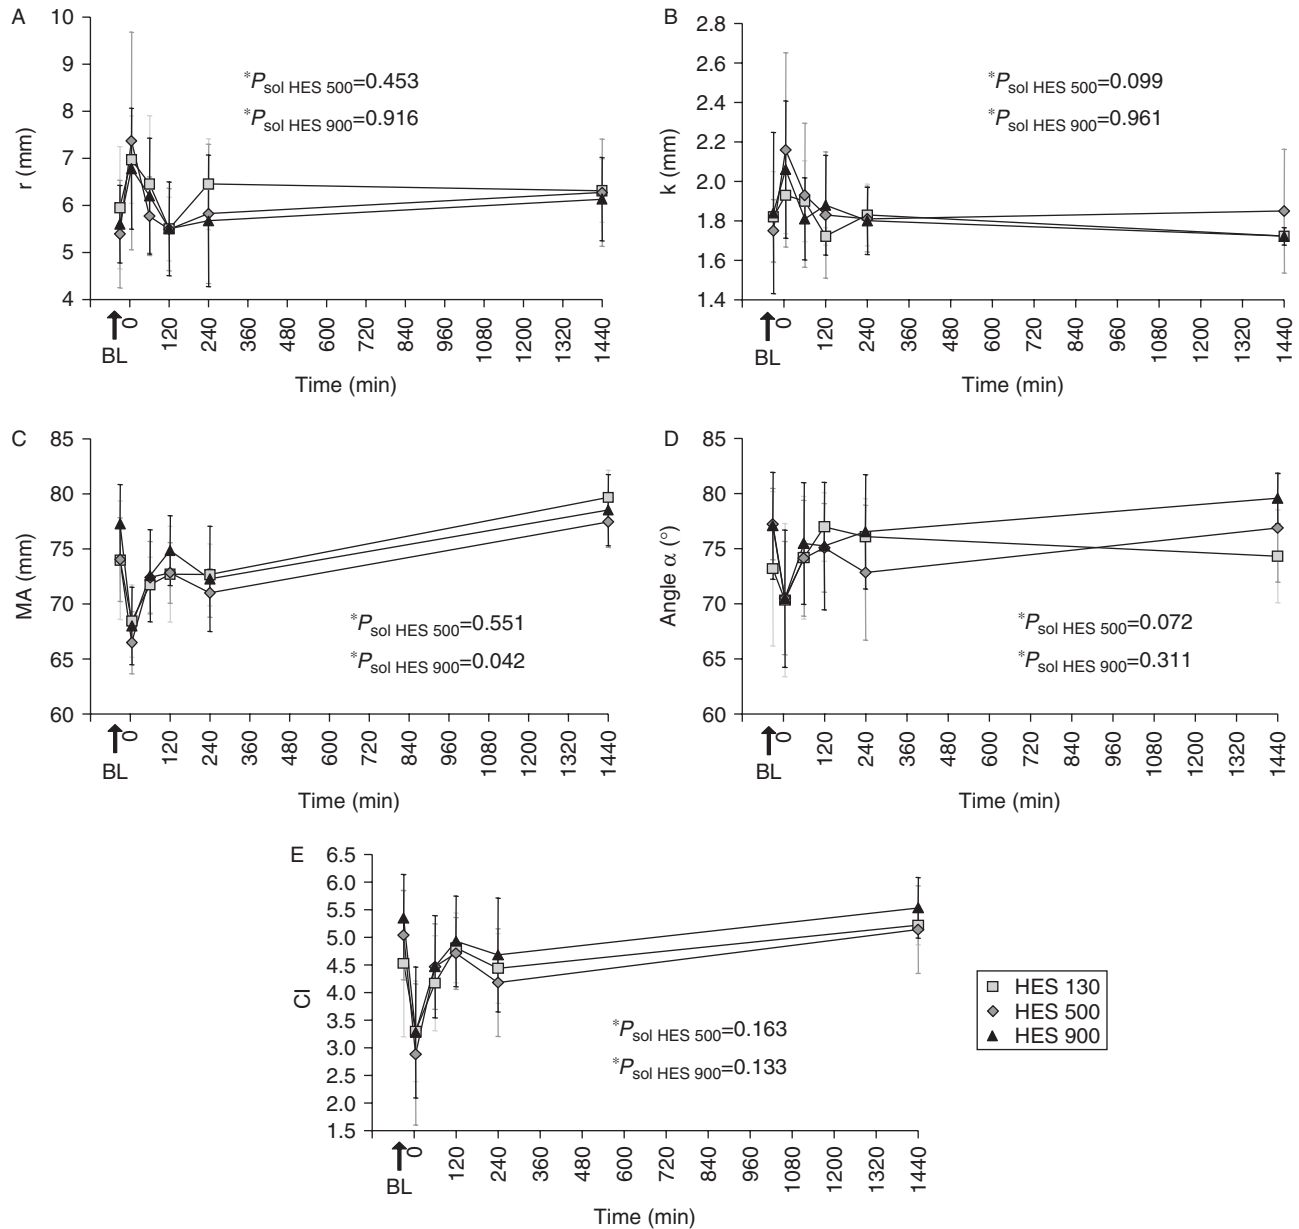 A
10
9
8
7
6
5
4
r (mm)
*Psol HES 500=0.453
*Psol HES 900=0.916
BL
0 120 240 360 480 600 720 840 960 1080 1200 1320 1440
Time (min)
B
2.8
2.6
2.4
2.2
2.0
1.8
1.6
1.4
k (mm)
*Psol HES 500=0.099
*Psol HES 900=0.961
BL
0 120 240 360 480 600 720 840 960 1080 1200 1320 1440
Time (min)
C
85
80
75
70
65
60
MA (mm)
*Psol HES 500=0.551
*Psol HES 900=0.042
BL
0 120 240 360 480 600 720 840 960 1080 1200 1320 1440
Time (min)
D
85
80
75
70
65
60
Angle α (°)
*Psol HES 500=0.072
*Psol HES 900=0.311
BL
0 120 240 360 480 600 720 840 960 1080 1200 1320 1440
Time (min)
E
6.5
6.0
5.5
5.0
4.5
4.0
3.5
3.0
2.5
2.0
1.5
CI
*Psol HES 500=0.163
*Psol HES 900=0.133
BL
0 120 240 360 480 600 720 840 960 1080 1200 1320 1440
Time (min)
HES 130
HES 500
HES 900